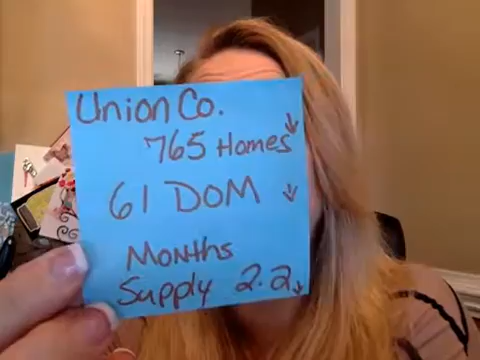 Union Co.
765 Homes ↓
61 DOM ↓
Months
Supply 2.2 ↓